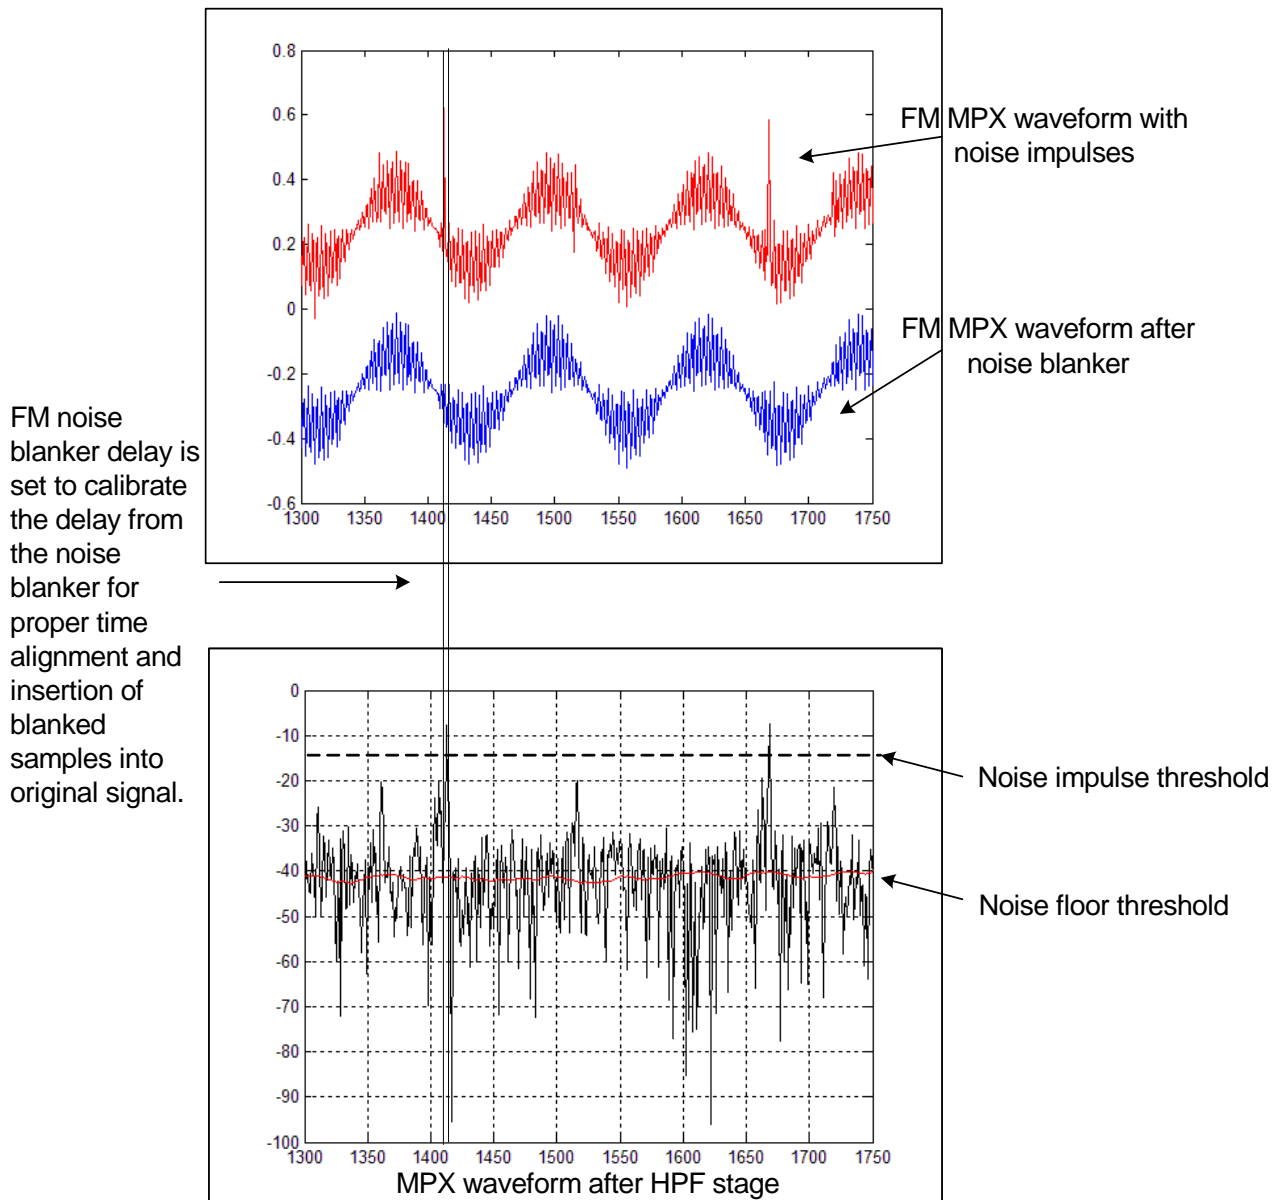 0.8
0.6
0.4
0.2
0
-0.2
-0.4
-0.6
1300 1350 1400 1450 1500 1550 1600 1650 1700 1750
FM MPX waveform with
noise impulses
FM MPX waveform after
noise blanker
FM noise
blanker delay is
set to calibrate
the delay from
the noise
blanker for
proper time
alignment and
insertion of
blanked
samples into
original signal.
0
-10
-20
-30
-40
-50
-60
-70
-80
-90
-100
1300 1350 1400 1450 1500 1550 1600 1650 1700 1750
Noise impulse threshold
Noise floor threshold
MPX waveform after HPF stage